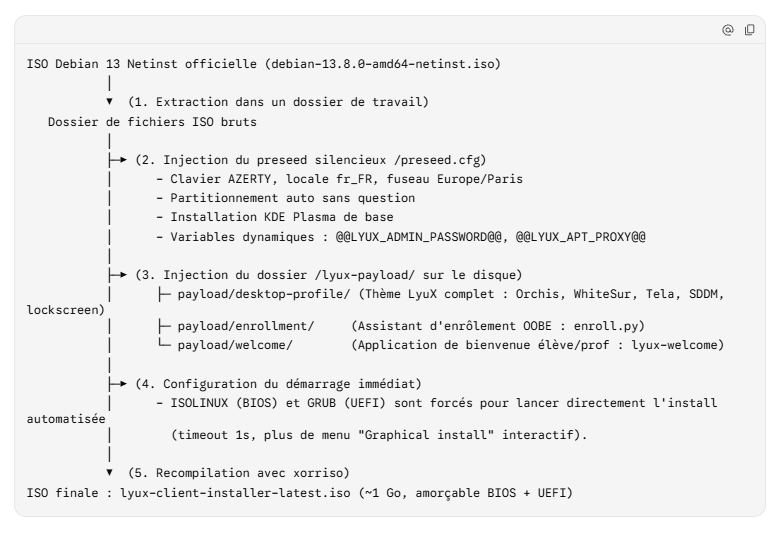 ISO Debian 13 Netinst officielle (debian-13.8.0-amd64-netinst.iso)
│
▼  (1. Extraction dans un dossier de travail)
Dossier de fichiers ISO bruts
│
├─► (2. Injection du preseed silencieux /preseed.cfg)
│      - Clavier AZERTY, locale fr_FR, fuseau Europe/Paris
│      - Partitionnement auto sans question
│      - Installation KDE Plasma de base
│      - Variables dynamiques : @@LYUX_ADMIN_PASSWORD@@, @@LYUX_APT_PROXY@@
│
├─► (3. Injection du dossier /lyux-payload/ sur le disque)
│      ├─ payload/desktop-profile/ (Thème LyuX complet : Orchis, WhiteSur, Tela, SDDM,
lockscreen)
│      ├─ payload/enrollment/     (Assistant d'enrôlement OOBE : enroll.py)
│      └─ payload/welcome/        (Application de bienvenue élève/prof : lyux-welcome)
│
├─► (4. Configuration du démarrage immédiat)
│      - ISOLINUX (BIOS) et GRUB (UEFI) sont forcés pour lancer directement l'install
automatisée
│        (timeout 1s, plus de menu "Graphical install" interactif).
│
▼  (5. Recompilation avec xorriso)
ISO finale : lyux-client-installer-latest.iso (~1 Go, amorçable BIOS + UEFI)